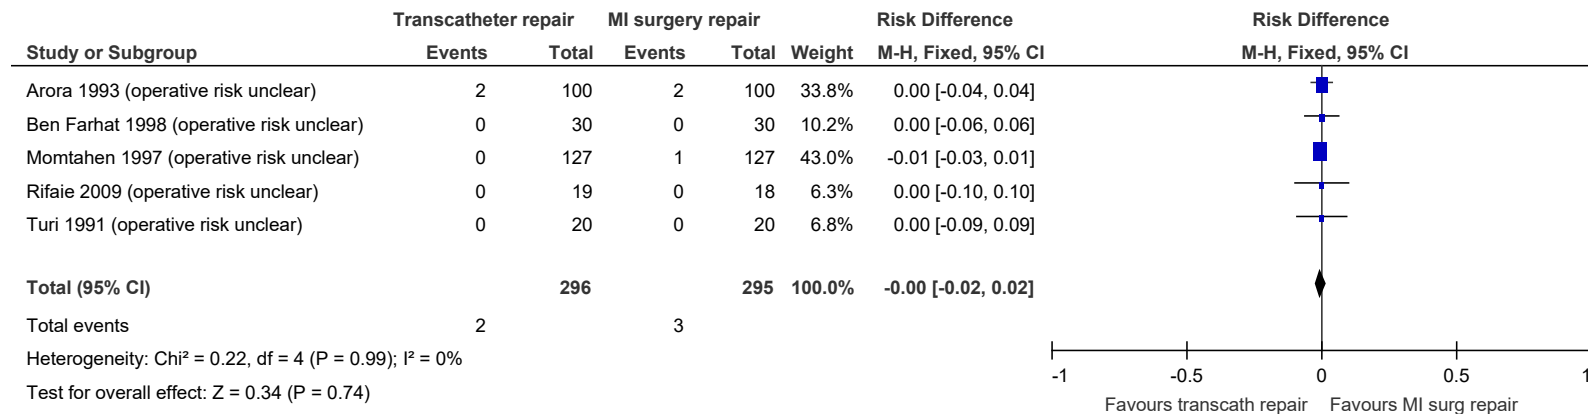 Transcatheter repair MI surgery repair Risk Difference Risk Difference
Study or Subgroup Events Total Events Total Weight M-H, Fixed, 95% CI M-H, Fixed, 95% CI
Arora 1993 (operative risk unclear) 2 100 2 100 33.8% 0.00 [-0.04, 0.04]
Ben Farhat 1998 (operative risk unclear) 0 30 0 30 10.2% 0.00 [-0.06, 0.06]
Momtahen 1997 (operative risk unclear) 0 127 1 127 43.0% -0.01 [-0.03, 0.01]
Rifaie 2009 (operative risk unclear) 0 19 0 18 6.3% 0.00 [-0.10, 0.10]
Turi 1991 (operative risk unclear) 0 20 0 20 6.8% 0.00 [-0.09, 0.09]
Total (95% CI) 296 295 100.0% -0.00 [-0.02, 0.02]
Total events 2 3
Heterogeneity: Chi² = 0.22, df = 4 (P = 0.99); I² = 0%
Test for overall effect: Z = 0.34 (P = 0.74)
-1 -0.5 0 0.5 1
Favours transcath repair Favours MI surg repair